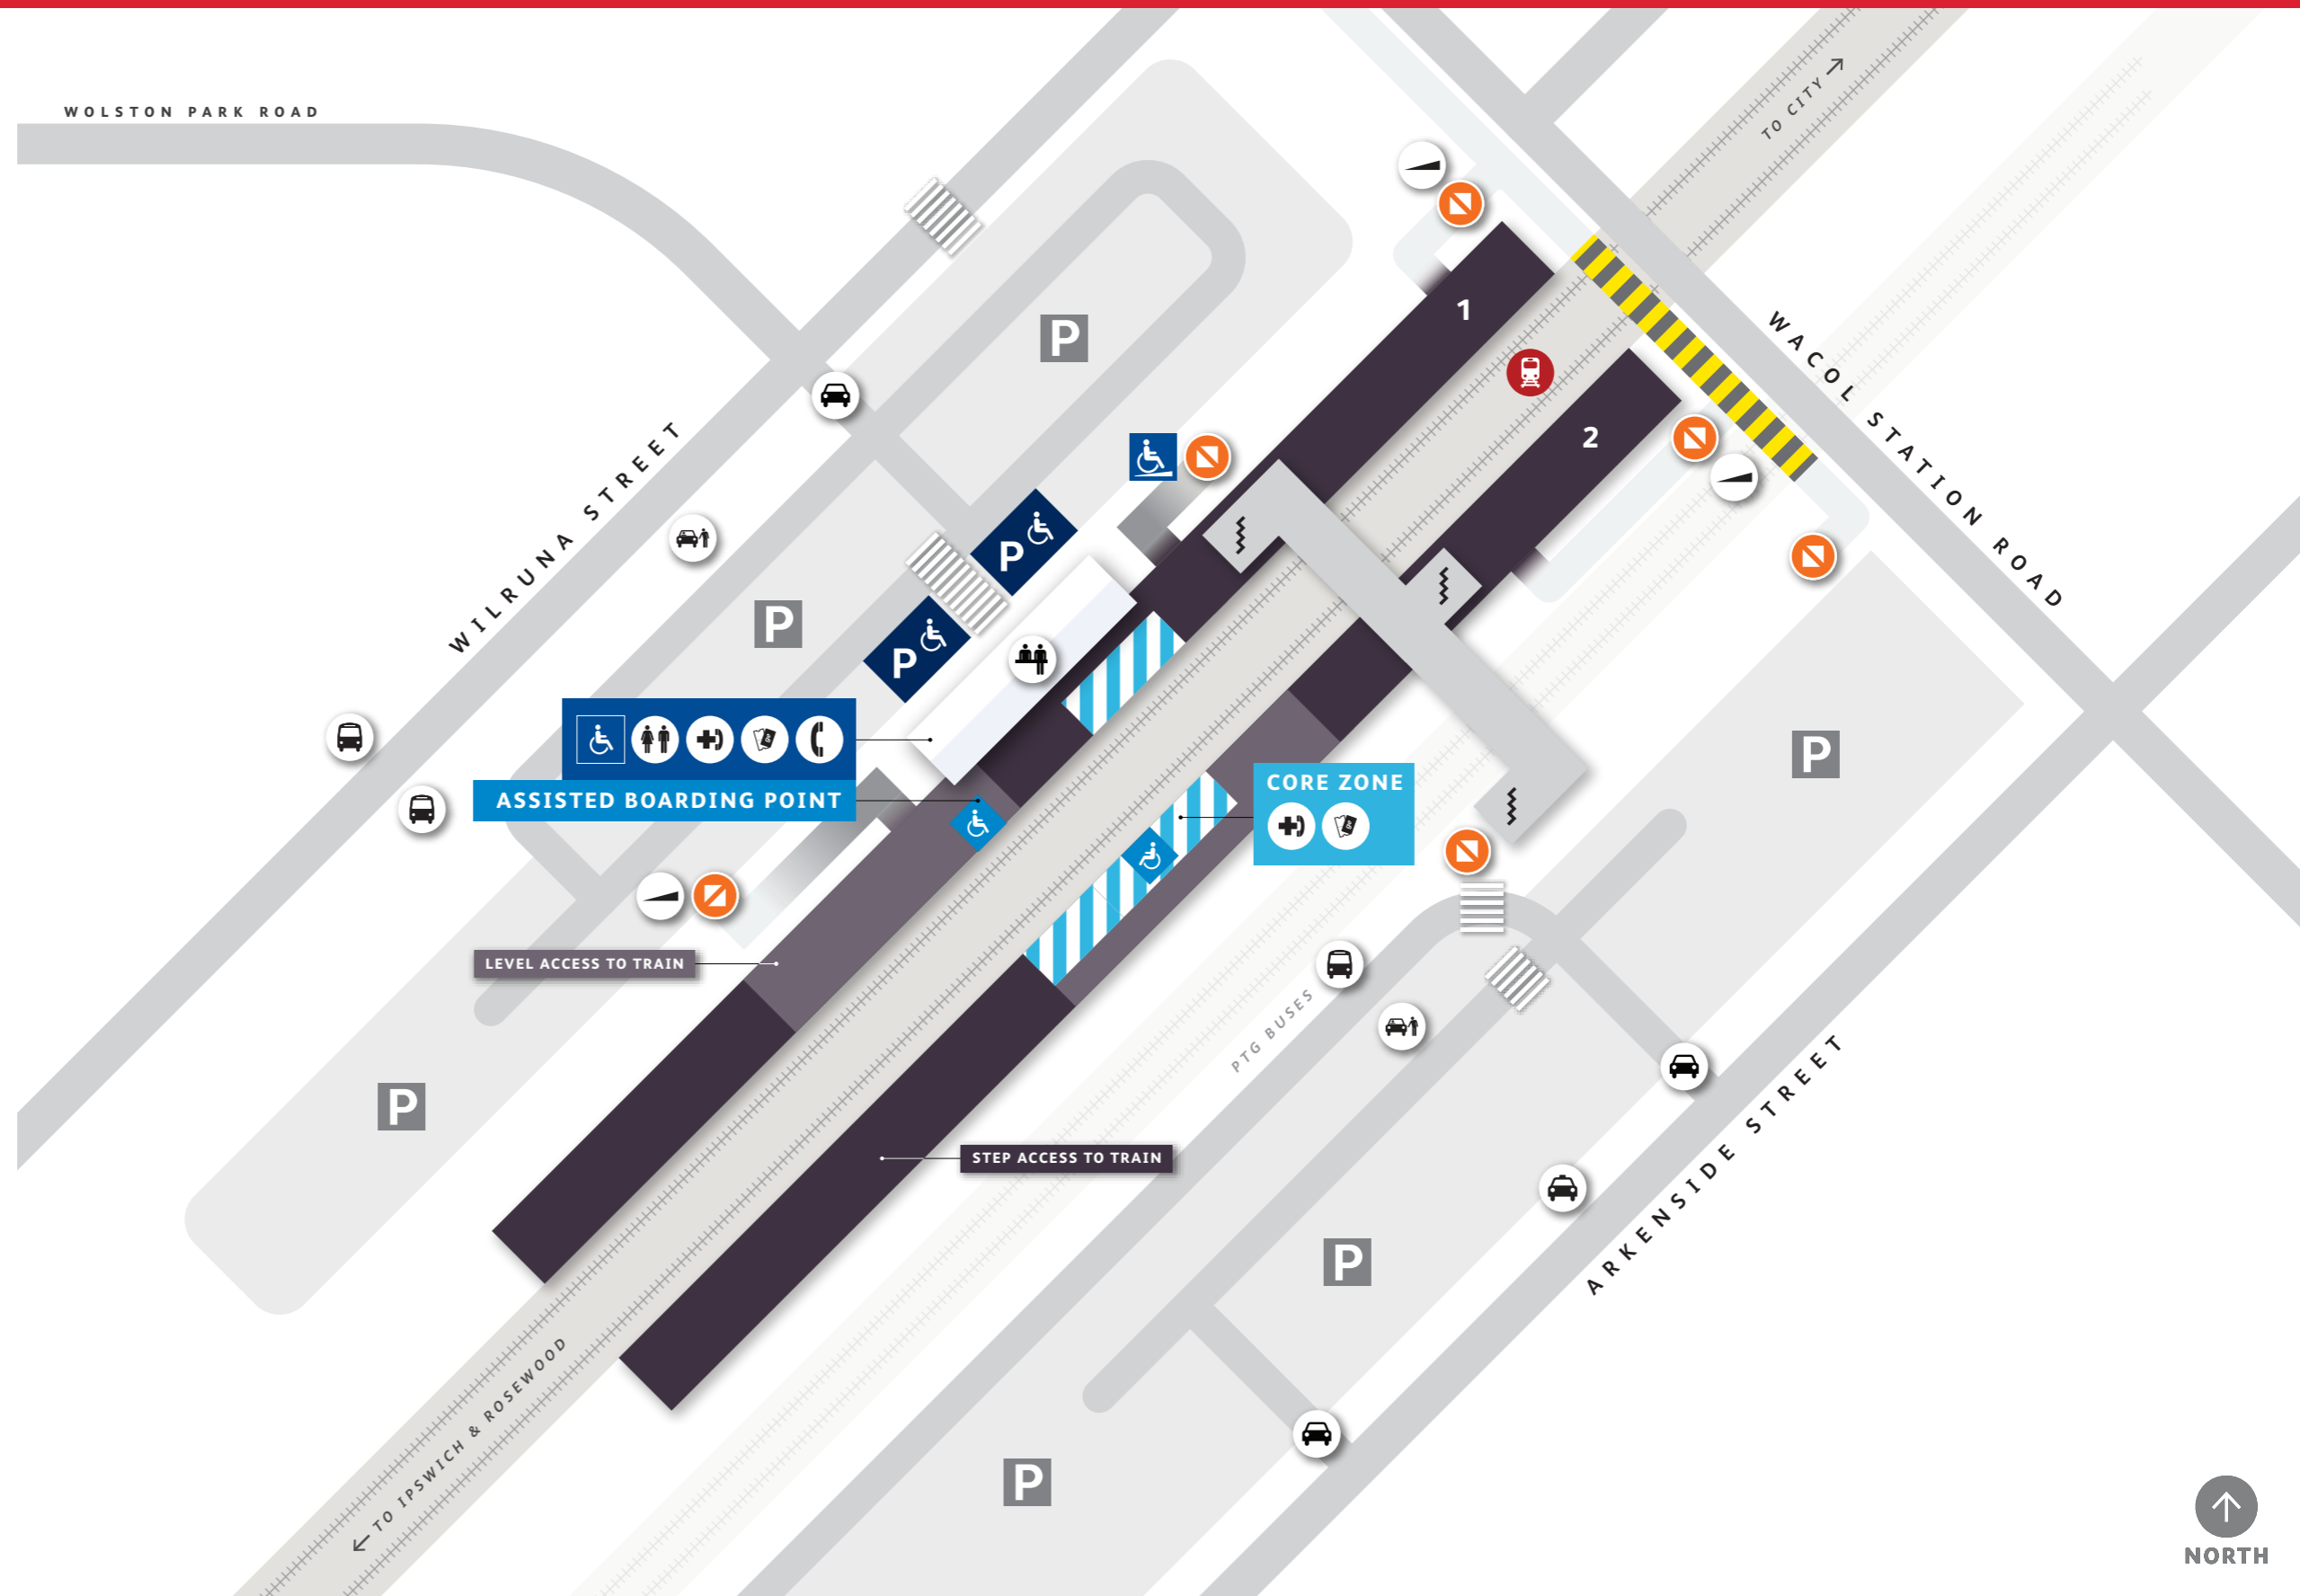 WOLSTON PARK ROAD
TO CITY →
WACOL STATION ROAD
WILRUNA STREET
1
2
P
P
P
P
P
ASSISTED BOARDING POINT
CORE ZONE
P
LEVEL ACCESS TO TRAIN
PTG BUSES
P
STEP ACCESS TO TRAIN
ARKENSIDE STREET
P
← TO IPSWICH & ROSEWOOD
P
NORTH